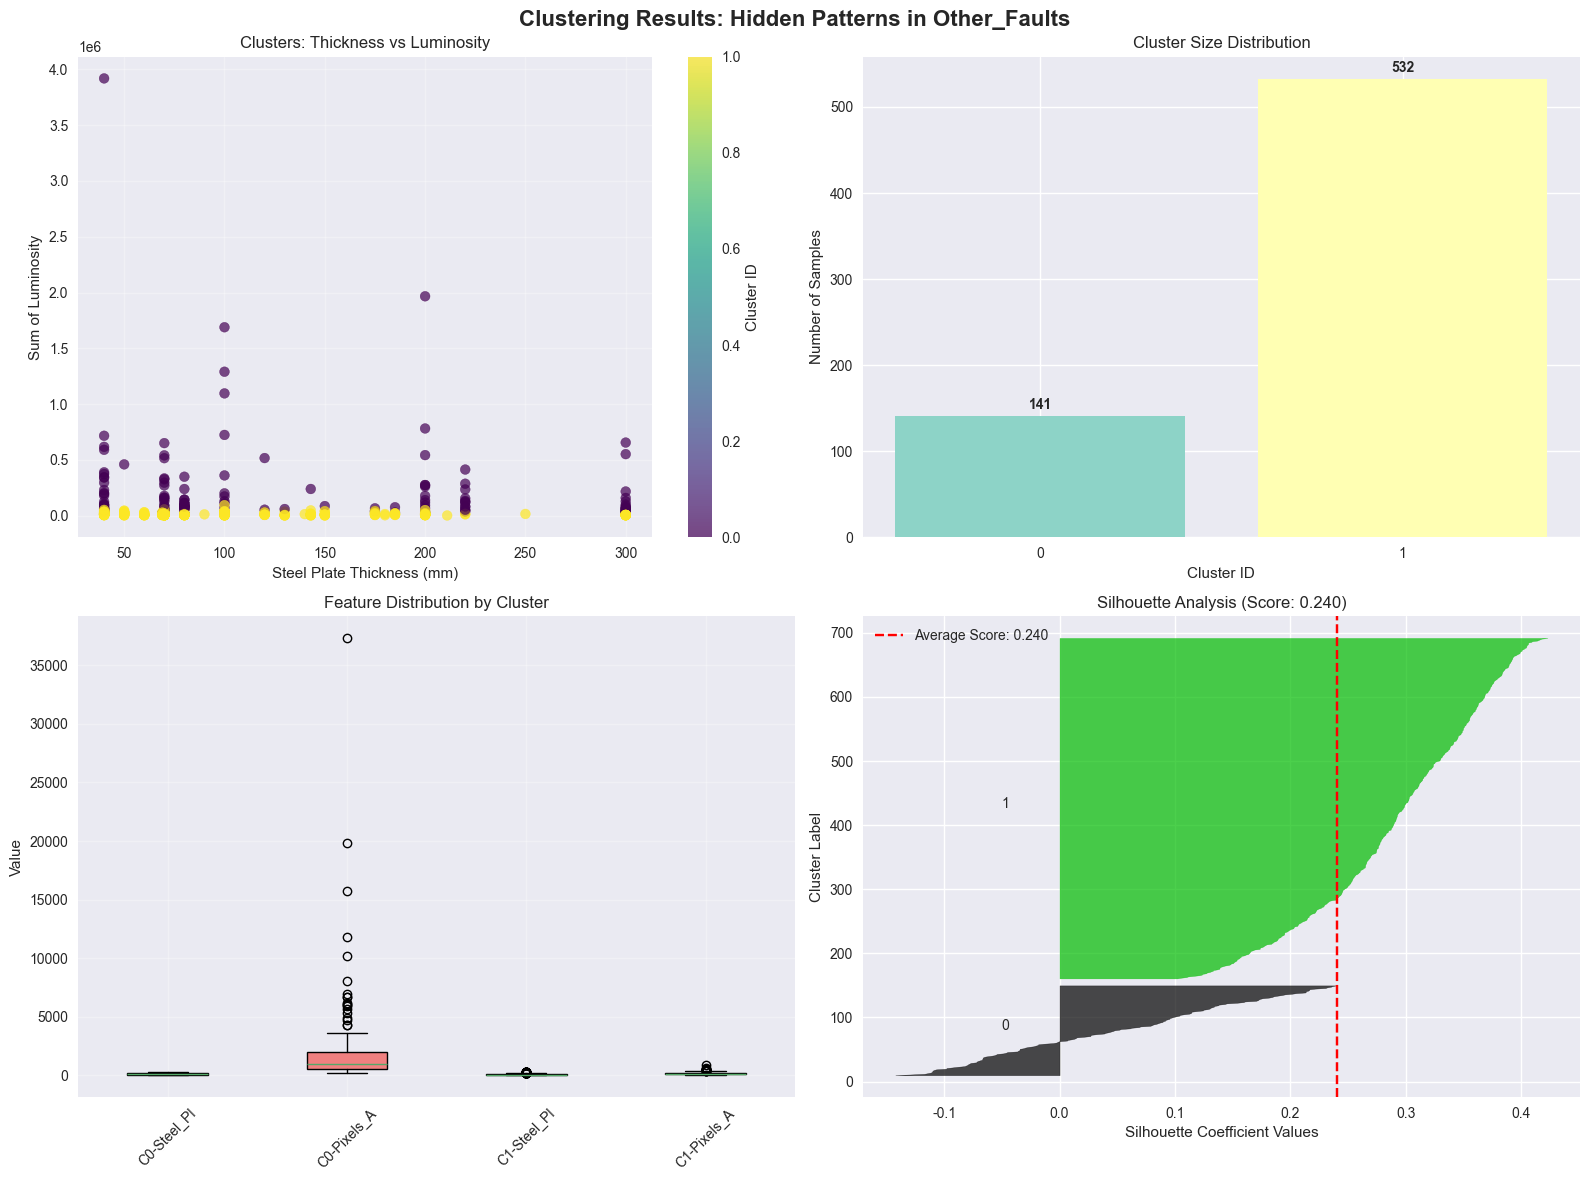 Clustering Results: Hidden Patterns in Other_Faults
Clusters: Thickness vs Luminosity
1e6
4.0
3.5
3.0
2.5
2.0
1.5
1.0
0.5
0.0
Sum of Luminosity
50
100
150
200
250
300
Steel Plate Thickness (mm)
1.0
0.8
0.6
0.4
0.2
0.0
Cluster ID
Cluster Size Distribution
500
400
300
200
100
0
Number of Samples
141
532
0
1
Cluster ID
Feature Distribution by Cluster
35000
30000
25000
20000
15000
10000
5000
0
Value
C0-Steel_Pl
C0-Pixels_A
C1-Steel_Pl
C1-Pixels_A
Silhouette Analysis (Score: 0.240)
Average Score: 0.240
700
600
500
400
300
200
100
0
Cluster Label
1
0
-0.1
0.0
0.1
0.2
0.3
0.4
Silhouette Coefficient Values